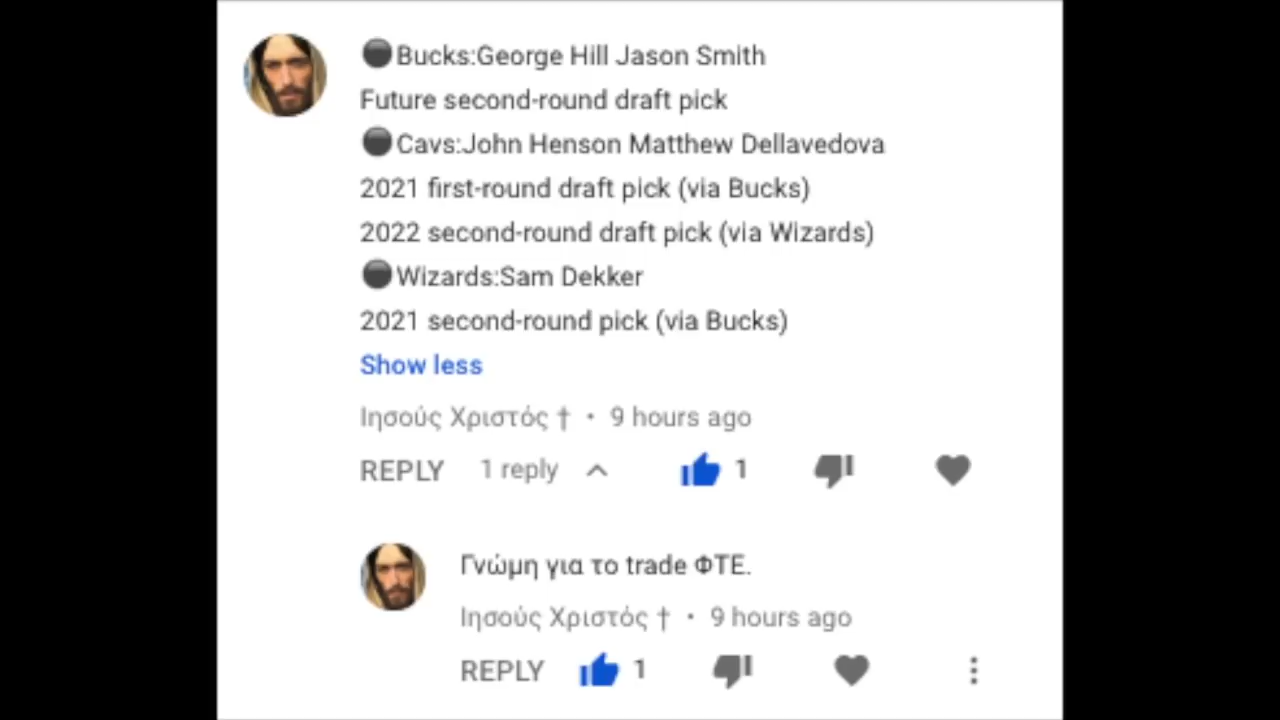 ⚫Bucks:George Hill Jason Smith
Future second-round draft pick
⚫Cavs:John Henson Matthew Dellavedova
2021 first-round draft pick (via Bucks)
2022 second-round draft pick (via Wizards)
⚫Wizards:Sam Dekker
2021 second-round pick (via Bucks)
Show less
Ιησούς Χριστός † • 9 hours ago
REPLY 1 reply 1
Γνώμη για το trade ΦΤΕ.
Ιησούς Χριστός † • 9 hours ago
REPLY 1